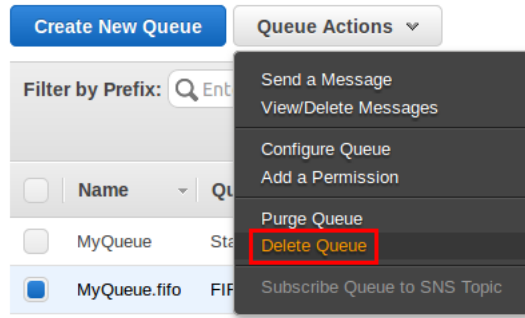 Create New Queue
Queue Actions
Filter by Prefix:
Send a Message
View/Delete Messages
Configure Queue
Add a Permission
Name
Purge Queue
MyQueue
Delete Queue
MyQueue.fifo
Subscribe Queue to SNS Topic